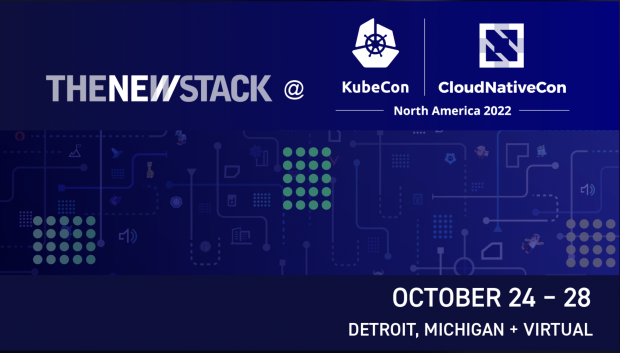 THENEWSTACK @
KubeCon
CloudNativeCon
North America 2022
OCTOBER 24 – 28
DETROIT, MICHIGAN + VIRTUAL